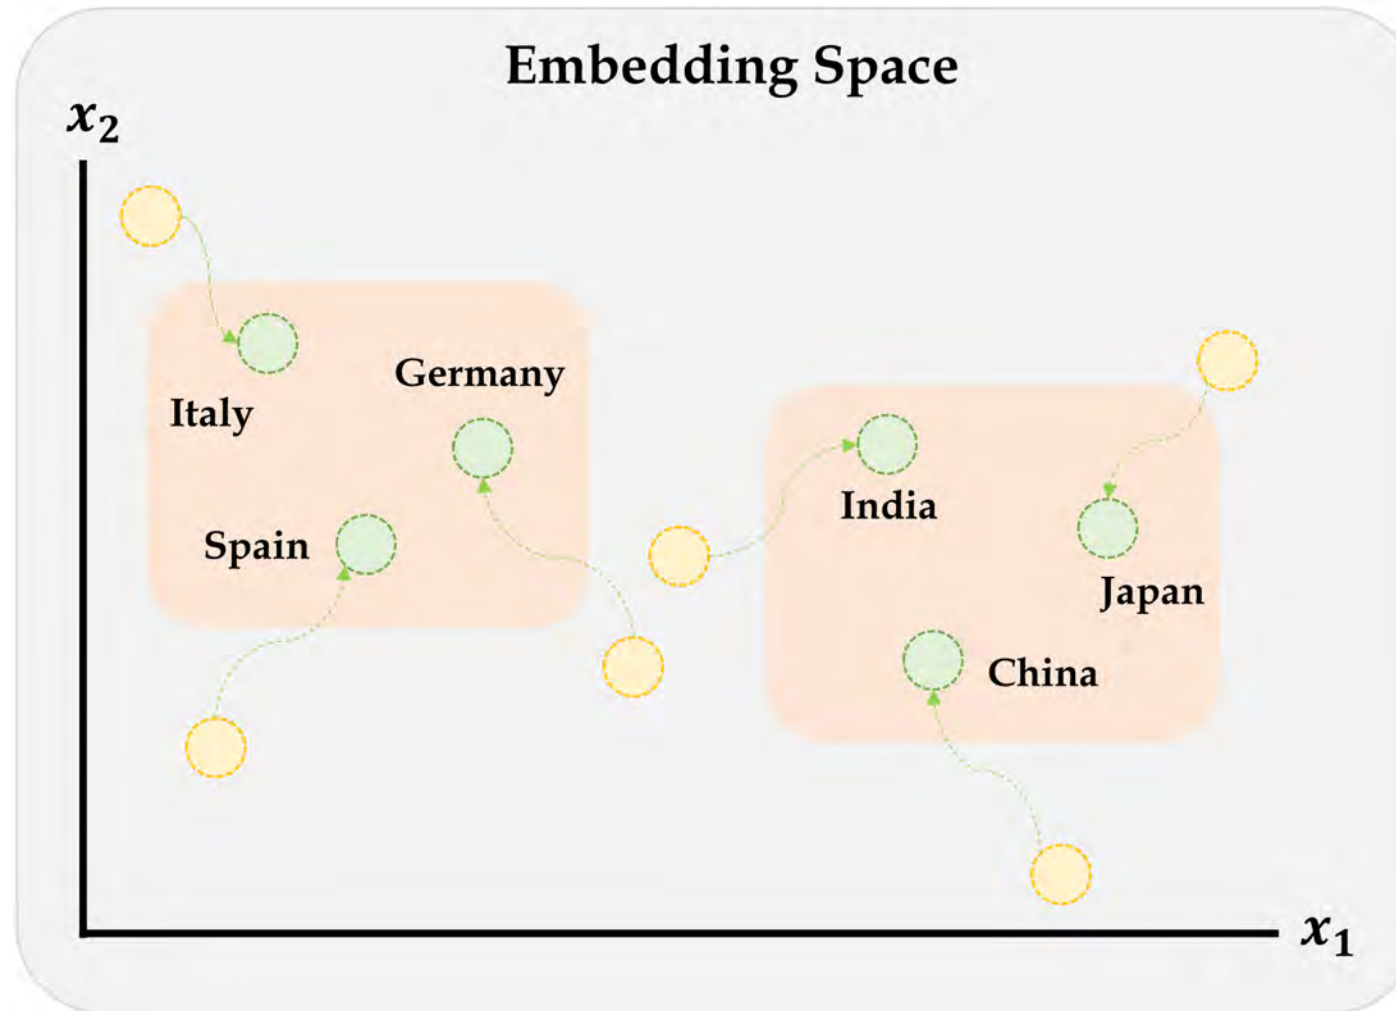 Embedding Space
x₂
Germany
Italy
India
Spain
Japan
China
x₁